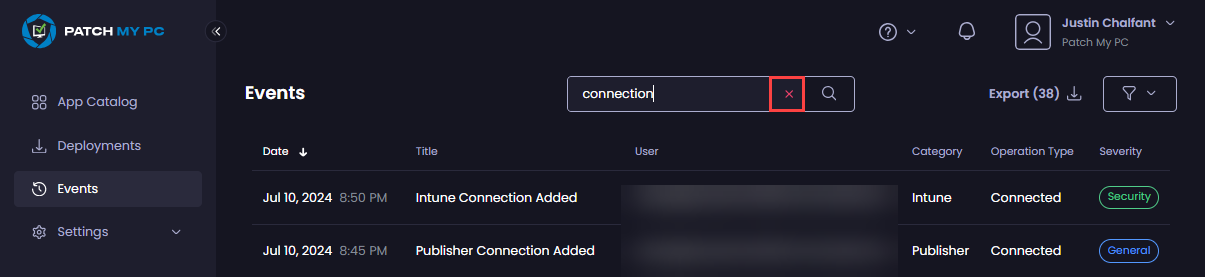 PATCH MY PC
Justin Chalfant
Patch My PC
App Catalog
Deployments
Events
Settings
Events
connection
Export (38)
Date Title User Category Operation Type Severity
Jul 10, 2024 8:50 PM Intune Connection Added Intune Connected Security
Jul 10, 2024 8:45 PM Publisher Connection Added Publisher Connected General